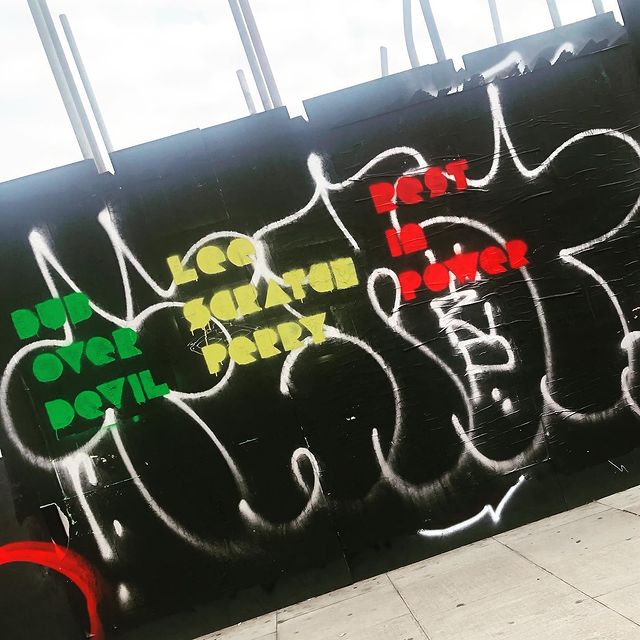 DUB
OVER
DEVIL
LEE
SCRATCH
PERRY
REST
IN
POWER